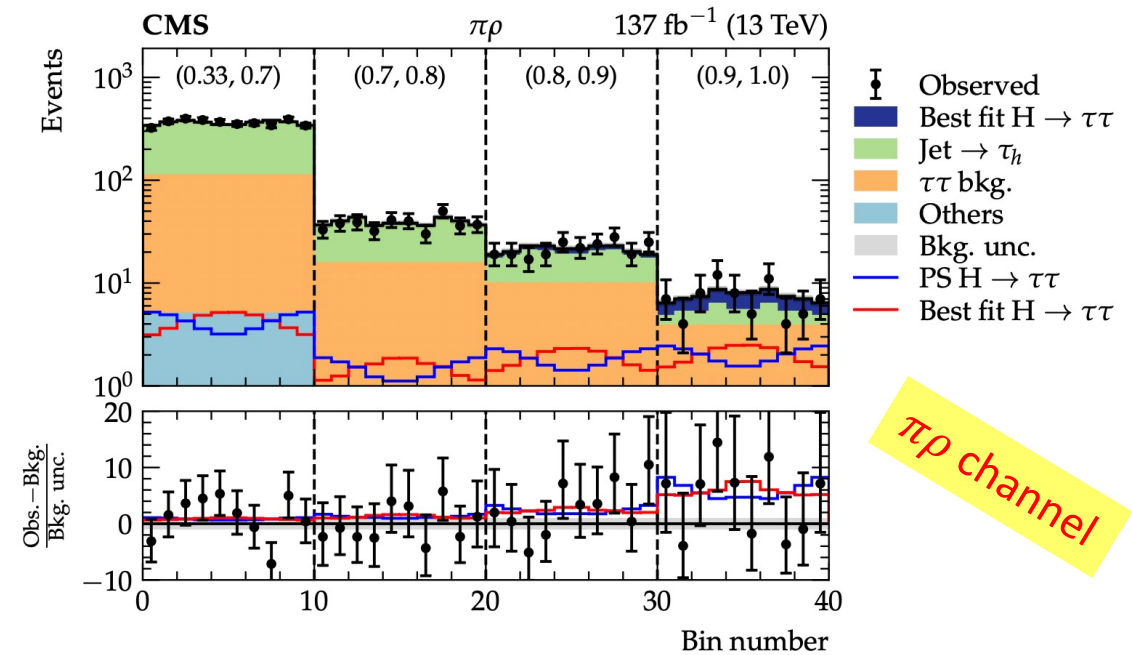 CMS πρ 137 fb⁻¹ (13 TeV)
Events
10³
10²
10¹
10⁰
(0.33, 0.7) (0.7, 0.8) (0.8, 0.9) (0.9, 1.0)
Observed
Best fit H → ττ
Jet → τₕ
ττ bkg.
Others
Bkg. unc.
PS H → ττ
Best fit H → ττ
πρ channel
Obs.−Bkg.
Bkg. unc.
20
10
0
−10
0 10 20 30 40
Bin number